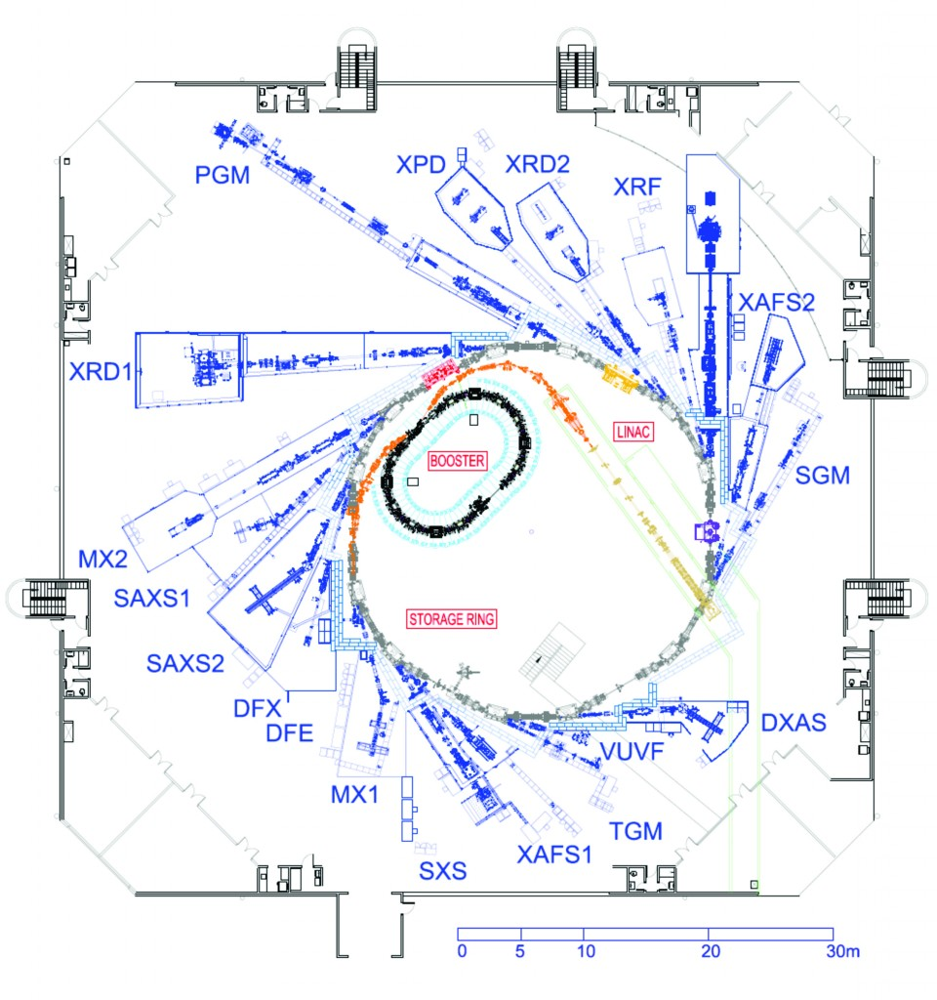 XPD
XRD2
PGM
XRF
XAFS2
XRD1
LINAC
BOOSTER
SGM
MX2
SAXS1
STORAGE RING
SAXS2
DFX
DFE
DXAS
VUVF
MX1
TGM
XAFS1
SXS
0 5 10 20 30m